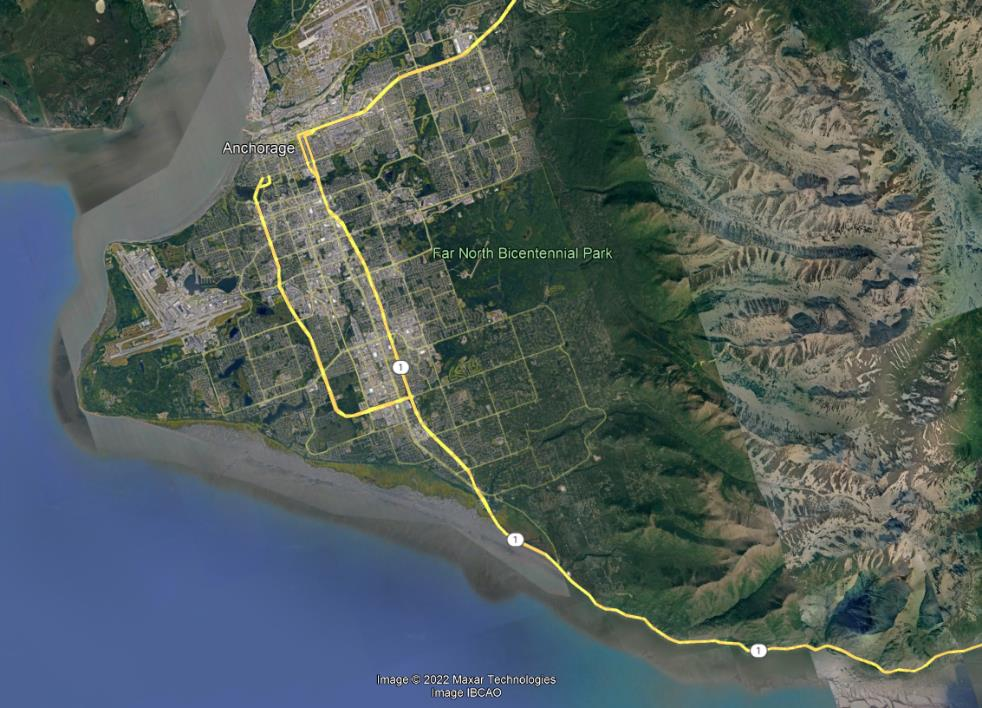 Anchorage
Far North Bicentennial Park
1
1
1
Image © 2022 Maxar Technologies
Image IBCAO